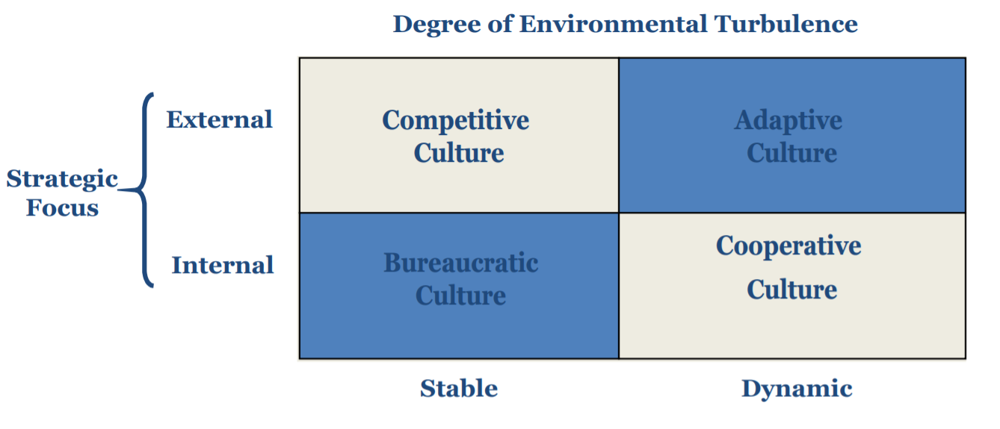 Degree of Environmental Turbulence
External
Competitive
Culture
Adaptive
Culture
Strategic
Focus
Internal
Bureaucratic
Culture
Cooperative
Culture
Stable
Dynamic